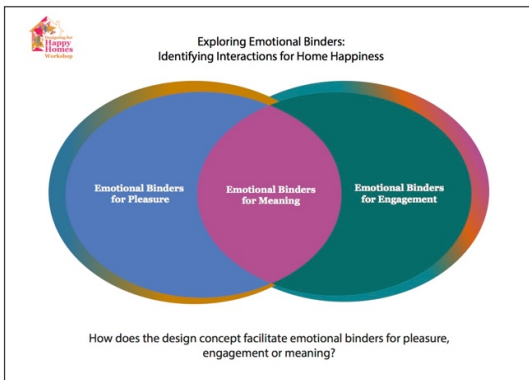 Designing for
Happy
Homes
Workshop
Exploring Emotional Binders:
Identifying Interactions for Home Happiness
Emotional Binders
for Pleasure
Emotional Binders
for Meaning
Emotional Binders
for Engagement
How does the design concept facilitate emotional binders for pleasure,
engagement or meaning?